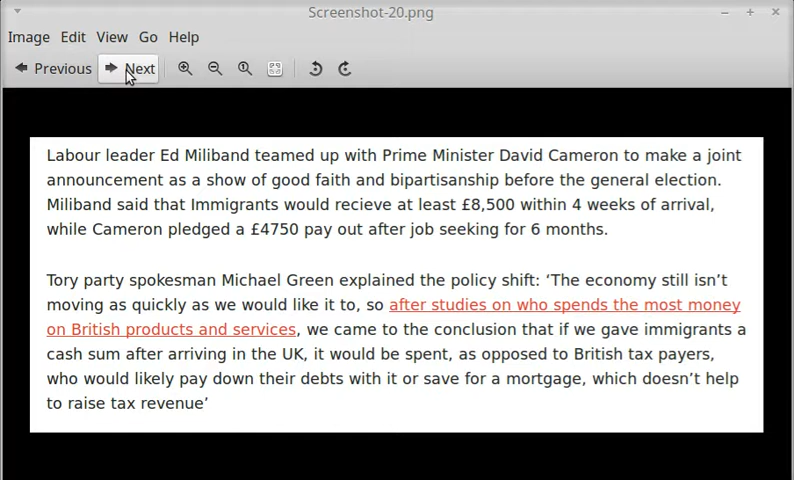 Screenshot-20.png
Image Edit View Go Help
Previous Next
Labour leader Ed Miliband teamed up with Prime Minister David Cameron to make a joint
announcement as a show of good faith and bipartisanship before the general election.
Miliband said that Immigrants would recieve at least £8,500 within 4 weeks of arrival,
while Cameron pledged a £4750 pay out after job seeking for 6 months.
Tory party spokesman Michael Green explained the policy shift: ‘The economy still isn’t
moving as quickly as we would like it to, so after studies on who spends the most money
on British products and services, we came to the conclusion that if we gave immigrants a
cash sum after arriving in the UK, it would be spent, as opposed to British tax payers,
who would likely pay down their debts with it or save for a mortgage, which doesn’t help
to raise tax revenue’